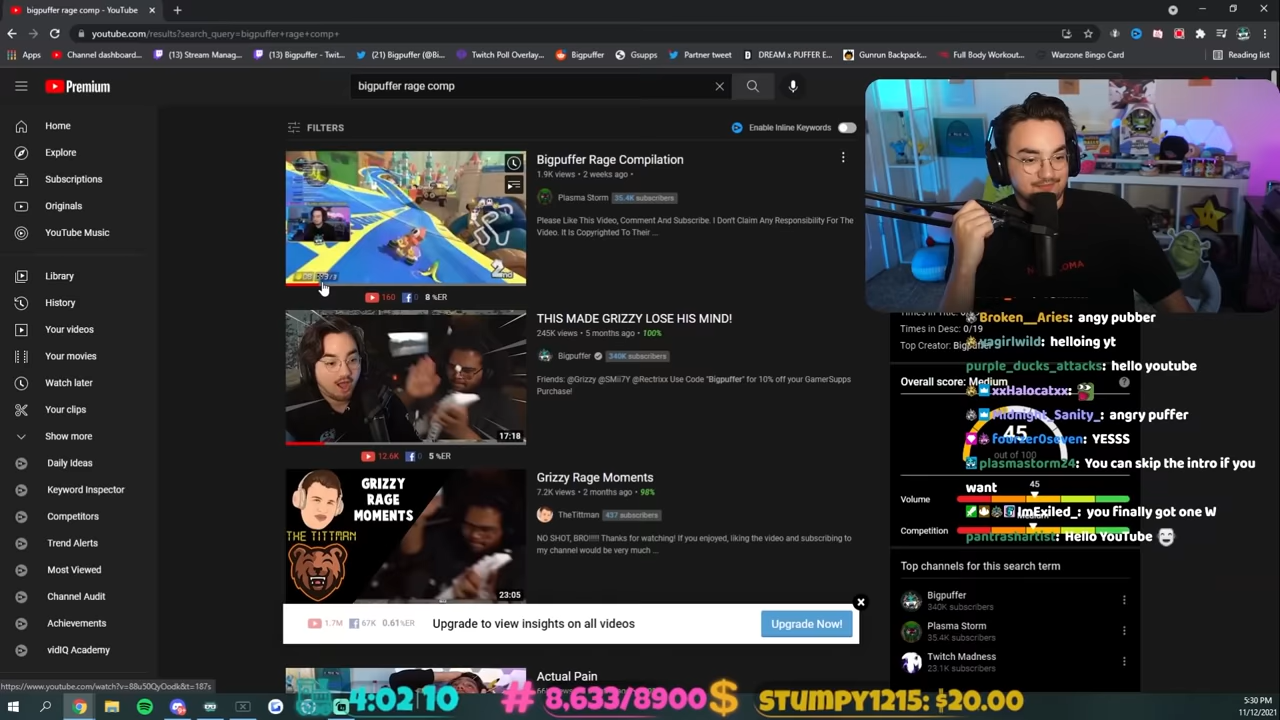 bigpuffer rage comp - YouTube
youtube.com/results?search_query=bigpuffer+rage+comp+
Apps
Channel dashboard...
(13) Stream Manag...
(13) Bigpuffer - Twit...
(21) Bigpuffer (@Bi...
Twitch Poll Overlay...
Bigpuffer
Gsupps
Partner tweet
DREAM x PUFFER E...
Gunrun Backpack...
Full Body Workout...
Warzone Bingo Card
Reading list
Premium
bigpuffer rage comp
Home
Explore
Subscriptions
Originals
YouTube Music
Library
History
Your videos
Your movies
Watch later
Your clips
Show more
Daily Ideas
Keyword Inspector
Competitors
Trend Alerts
Most Viewed
Channel Audit
Achievements
vidIQ Academy
FILTERS
Enable Inline Keywords
2nd
Bigpuffer Rage Compilation
1.9K views • 2 weeks ago •
Plasma Storm 35.4K subscribers
Please Like This Video, Comment And Subscribe. I Don't Claim Any Responsibility For The
Video. It Is Copyrighted To Their ...
160 0 8 %ER
THIS MADE GRIZZY LOSE HIS MIND!
245K views • 5 months ago • 100%
Bigpuffer 340K subscribers
Friends: @Grizzy @SMii7Y @Rectrixx Use Code "Bigpuffer" for 10% off your GamerSupps
Purchase!
17:18
12.6K 0 5 %ER
GRIZZY
RAGE
MOMENTS
THE TITTMAN
23:05
Grizzy Rage Moments
7.2K views • 2 months ago • 98%
TheTittman 437 subscribers
NO SHOT, BRO!!!!! Thanks for watching! If you enjoyed, liking the video and subscribing to
my channel would be very much ...
1.7M 67K 0.61%ER
Upgrade to view insights on all videos
Upgrade Now!
Actual Pain
Times in Desc: 0/19
Top Creator:
Overall score: Medium
45
out of 100
Volume
45
Competition
Top channels for this search term
Bigpuffer
340K subscribers
Plasma Storm
35.4K subscribers
Twitch Madness
23.1K subscribers
Broken__Aries: angy pubber
yagirlwild: helloing yt
purple_ducks_attacks: hello youtube
xxHalocatxx:
Midnight_Sanity_: angry puffer
fourzer0seven: YESSS
plasmastorm24: You can skip the intro if you
want
ImExiled_: you finally got one W
pantrashartist: Hello YouTube
https://www.youtube.com/watch?v=88u50QyOodk&t=187s
4:02:10
# 8,633/8900
$ STUMPY1215: $20.00
5:30 PM
11/12/2021